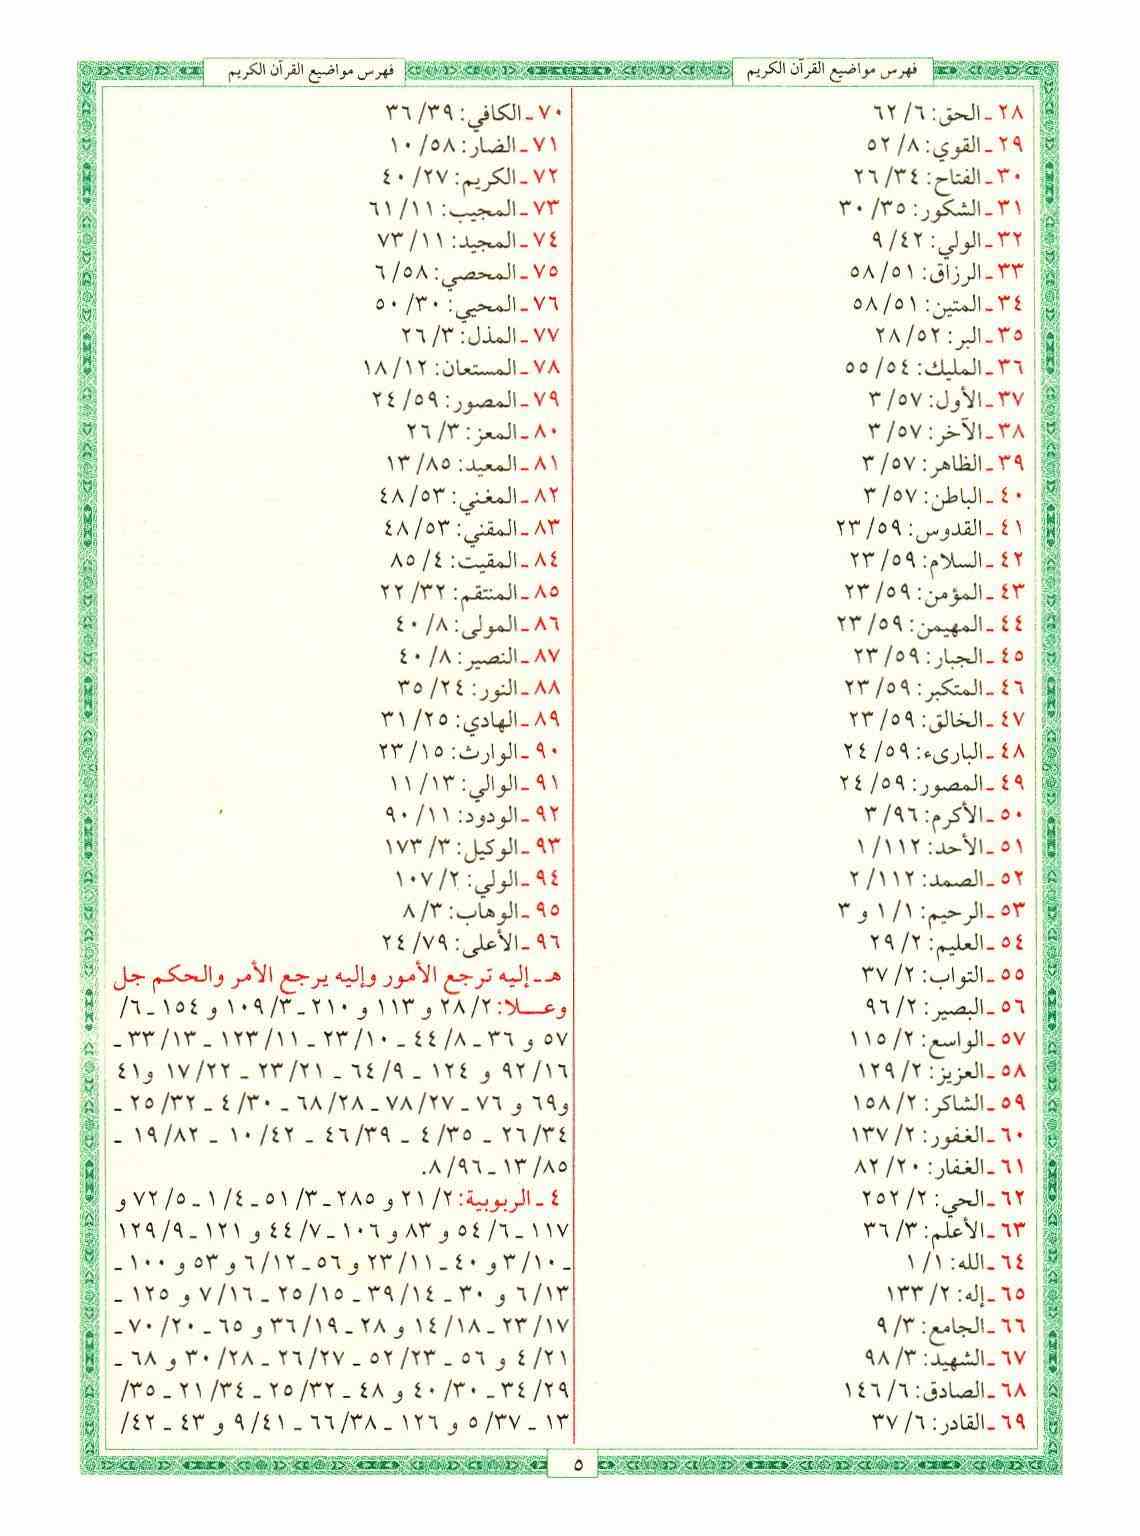 فهرس مواضيع القرآن الكريم
فهرس مواضيع القرآن الكريم
٢٨ ـ الحق: ٦/ ٦٢
٢٩ ـ القوي: ٨/ ٥٢
٣٠ ـ الفتاح: ٣٤/ ٢٦
٣١ ـ الشكور: ٣٥/ ٣٠
٣٢ ـ الولي: ٤٢/ ٩
٣٣ ـ الرزاق: ٥١/ ٥٨
٣٤ ـ المتين: ٥١/ ٥٨
٣٥ ـ البر: ٥٢/ ٢٨
٣٦ ـ المليك: ٥٤/ ٥٥
٣٧ ـ الأول: ٥٧/ ٣
٣٨ ـ الآخر: ٥٧/ ٣
٣٩ ـ الظاهر: ٥٧/ ٣
٤٠ ـ الباطن: ٥٧/ ٣
٤١ ـ القدوس: ٥٩/ ٢٣
٤٢ ـ السلام: ٥٩/ ٢٣
٤٣ ـ المؤمن: ٥٩/ ٢٣
٤٤ ـ المهيمن: ٥٩/ ٢٣
٤٥ ـ الجبار: ٥٩/ ٢٣
٤٦ ـ المتكبر: ٥٩/ ٢٣
٤٧ ـ الخالق: ٥٩/ ٢٣
٤٨ ـ البارىء: ٥٩/ ٢٤
٤٩ ـ المصور: ٥٩/ ٢٤
٥٠ ـ الأكرم: ٩٦/ ٣
٥١ ـ الأحد: ١١٢/ ١
٥٢ ـ الصمد: ١١٢/ ٢
٥٣ ـ الرحيم: ١/ ١ و ٣
٥٤ ـ العليم: ٢/ ٢٩
٥٥ ـ التواب: ٢/ ٣٧
٥٦ ـ البصير: ٢/ ٩٦
٥٧ ـ الواسع: ٢/ ١١٥
٥٨ ـ العزيز: ٢/ ١٢٩
٥٩ ـ الشاكر: ٢/ ١٥٨
٦٠ ـ الغفور: ٢/ ١٣٧
٦١ ـ الغفار: ٢٠/ ٨٢
٦٢ ـ الحي: ٢/ ٢٥٢
٦٣ ـ الأعلم: ٣/ ٣٦
٦٤ ـ الله: ١/ ١
٦٥ ـ إله: ٢/ ١٣٣
٦٦ ـ الجامع: ٣/ ٩
٦٧ ـ الشهيد: ٣/ ٩٨
٦٨ ـ الصادق: ٦/ ١٤٦
٦٩ ـ القادر: ٦/ ٣٧
٧٠ ـ الكافي: ٣٩/ ٣٦
٧١ ـ الضار: ٥٨/ ١٠
٧٢ ـ الكريم: ٢٧/ ٤٠
٧٣ ـ المجيب: ١١/ ٦١
٧٤ ـ المجيد: ١١/ ٧٣
٧٥ ـ المحصي: ٥٨/ ٦
٧٦ ـ المحيي: ٣٠/ ٥٠
٧٧ ـ المذل: ٣/ ٢٦
٧٨ ـ المستعان: ١٢/ ١٨
٧٩ ـ المصور: ٥٩/ ٢٤
٨٠ ـ المعز: ٣/ ٢٦
٨١ ـ المعيد: ٨٥/ ١٣
٨٢ ـ المغني: ٥٣/ ٤٨
٨٣ ـ المقني: ٥٣/ ٤٨
٨٤ ـ المقيت: ٤/ ٨٥
٨٥ ـ المنتقم: ٣٢/ ٢٢
٨٦ ـ المولى: ٨/ ٤٠
٨٧ ـ النصير: ٨/ ٤٠
٨٨ ـ النور: ٢٤/ ٣٥
٨٩ ـ الهادي: ٢٥/ ٣١
٩٠ ـ الوارث: ١٥/ ٢٣
٩١ ـ الوالي: ١٣/ ١١
٩٢ ـ الودود: ١١/ ٩٠
٩٣ ـ الوكيل: ٣/ ١٧٣
٩٤ ـ الولي: ٢/ ١٠٧
٩٥ ـ الوهاب: ٣/ ٨
٩٦ ـ الأعلى: ٧٩/ ٢٤
هـ ـ إليه ترجع الأمور وإليه يرجع الأمر والحكم جل
وعـــلا: ٢/ ٢٨ و ١١٣ و ٢١٠ ـ ٣/ ١٠٩ و ١٥٤ ـ ٦/
٥٧ و ٣٦ ـ ٨/ ٤٤ ـ ١٠/ ٢٣ ـ ١١/ ١٢٣ ـ ١٣/ ٣٣ ـ
١٦/ ٩٢ و ١٢٤ ـ ٩/ ٦٤ ـ ٢١/ ٢٣ ـ ٢٢/ ١٧ و٤١
و٦٩ و ٧٦ ـ ٢٧/ ٧٨ ـ ٢٨/ ٦٨ ـ ٣٠/ ٤ ـ ٣٢/ ٢٥ ـ
٣٤/ ٢٦ ـ ٣٥/ ٤ ـ ٣٩/ ٤٦ ـ ٤٢/ ١٠ ـ ٨٢/ ١٩ ـ
٨٥/ ١٣ ـ ٩٦/ ٨.
٤ ـ الربوبية: ٢/ ٢١ و ٢٨٥ ـ ٣/ ٥١ ـ ٤/ ١ ـ ٥/ ٧٢ و
١١٧ ـ ٦/ ٥٤ و ٨٣ و ١٠٦ ـ ٧/ ٤٤ و ١٢١ ـ ٩/ ١٢٩
ـ ١٠/ ٣ و ٤٠ ـ ١١/ ٢٣ و ٥٦ ـ ١٢/ ٦ و ٥٣ و ١٠٠ ـ
١٣/ ٦ و ٣٠ ـ ١٤/ ٣٩ ـ ١٥/ ٢٥ ـ ١٦/ ٧ و ١٢٥ ـ
١٧/ ٢٣ ـ ١٨/ ١٤ و ٢٨ ـ ١٩/ ٣٦ و ٦٥ ـ ٢٠/ ٧٠ ـ
٢١/ ٤ و ٥٦ ـ ٢٣/ ٥٢ ـ ٢٧/ ٢٦ ـ ٢٨/ ٣٠ و ٦٨ ـ
٢٩/ ٣٤ ـ ٣٠/ ٤٠ و ٤٨ ـ ٣٢/ ٢٥ ـ ٣٤/ ٢١ ـ ٣٥/
١٣ ـ ٣٧/ ٥ و ١٢٦ ـ ٣٨/ ٦٦ ـ ٤١/ ٩ و ٤٣ ـ ٤٢/
٥